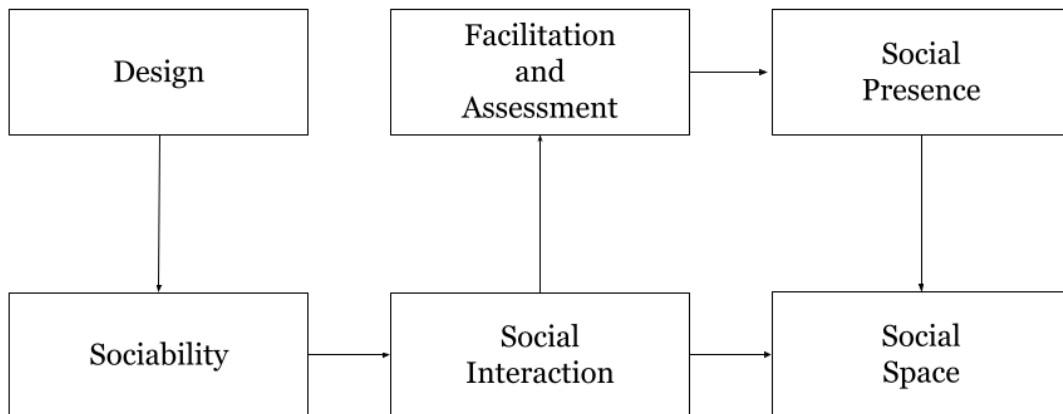 Design
Facilitation
and
Assessment
Social
Presence
Sociability
Social
Interaction
Social
Space